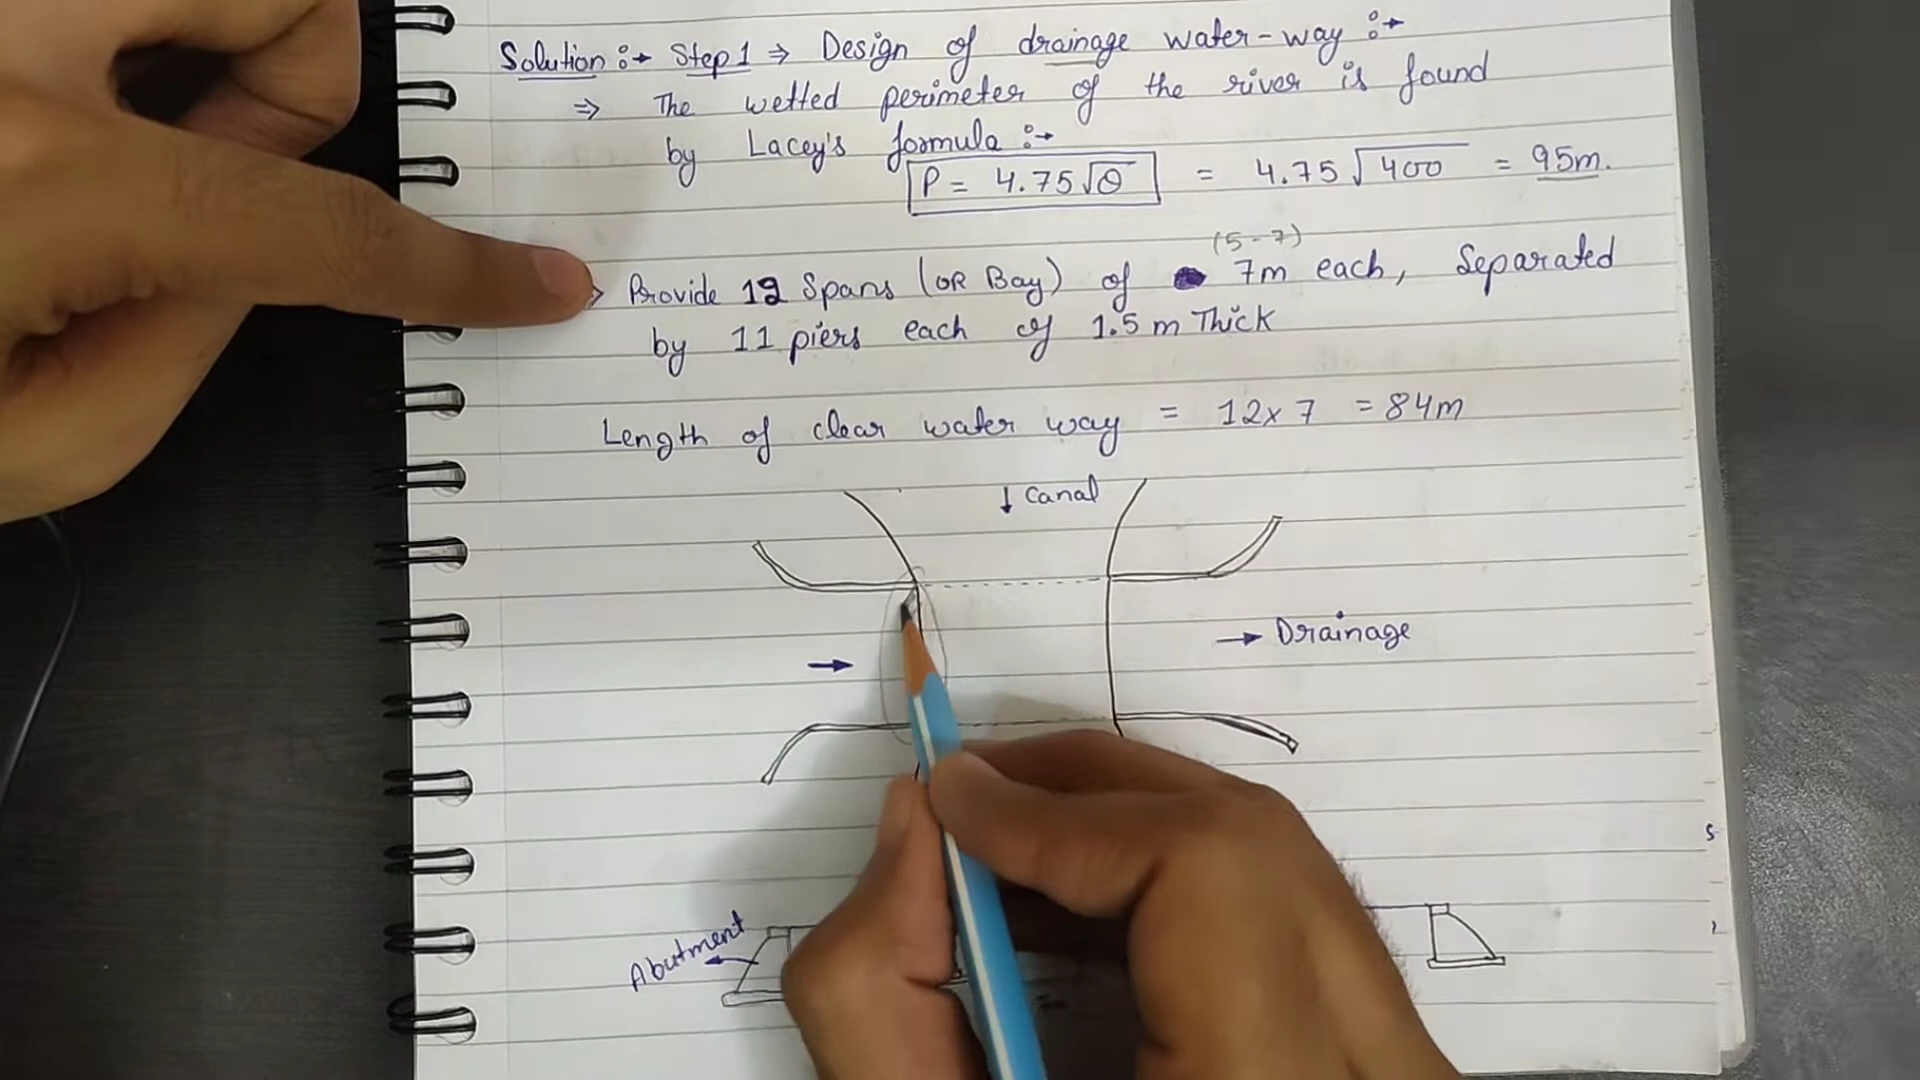 Solution :→ Step 1 ⇒ Design of drainage water-way :→
⇒ The wetted perimeter of the river is found
by Lacey's formula :→
P = 4.75√Q = 4.75 √400 = 95m.
(5-7)
Provide 12 Spans (OR Bay) of 7m each, Separated
by 11 piers each of 1.5 m Thick
Length of clear water way = 12x7 = 84m
↓ Canal
→ Drainage
Abutment